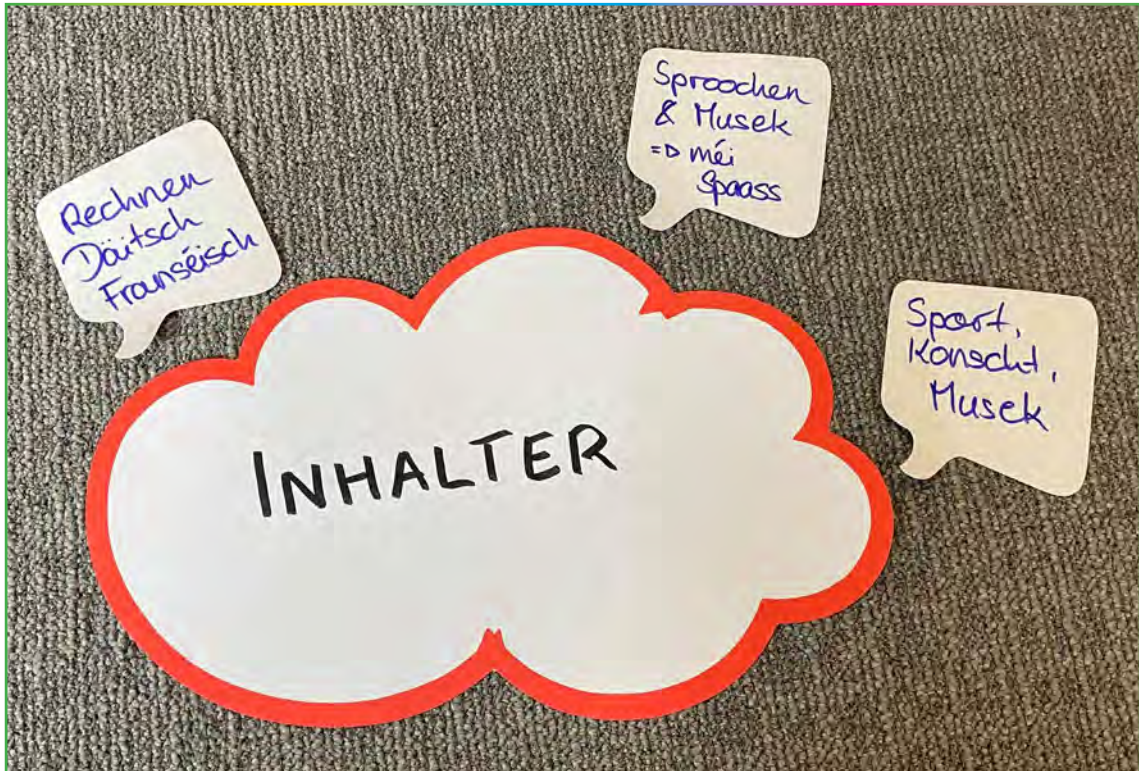 Rechnen
Däitsch
Franséisch
Sproochen
& Musek
=> méi
Spaass
INHALTER
Sport,
Konscht,
Musek